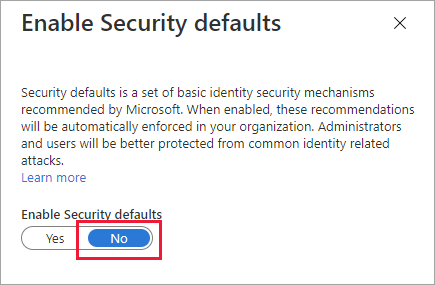 Enable Security defaults
Security defaults is a set of basic identity security mechanisms
recommended by Microsoft. When enabled, these recommendations
will be automatically enforced in your organization. Administrators
and users will be better protected from common identity related
attacks.
Learn more
Enable Security defaults
Yes No